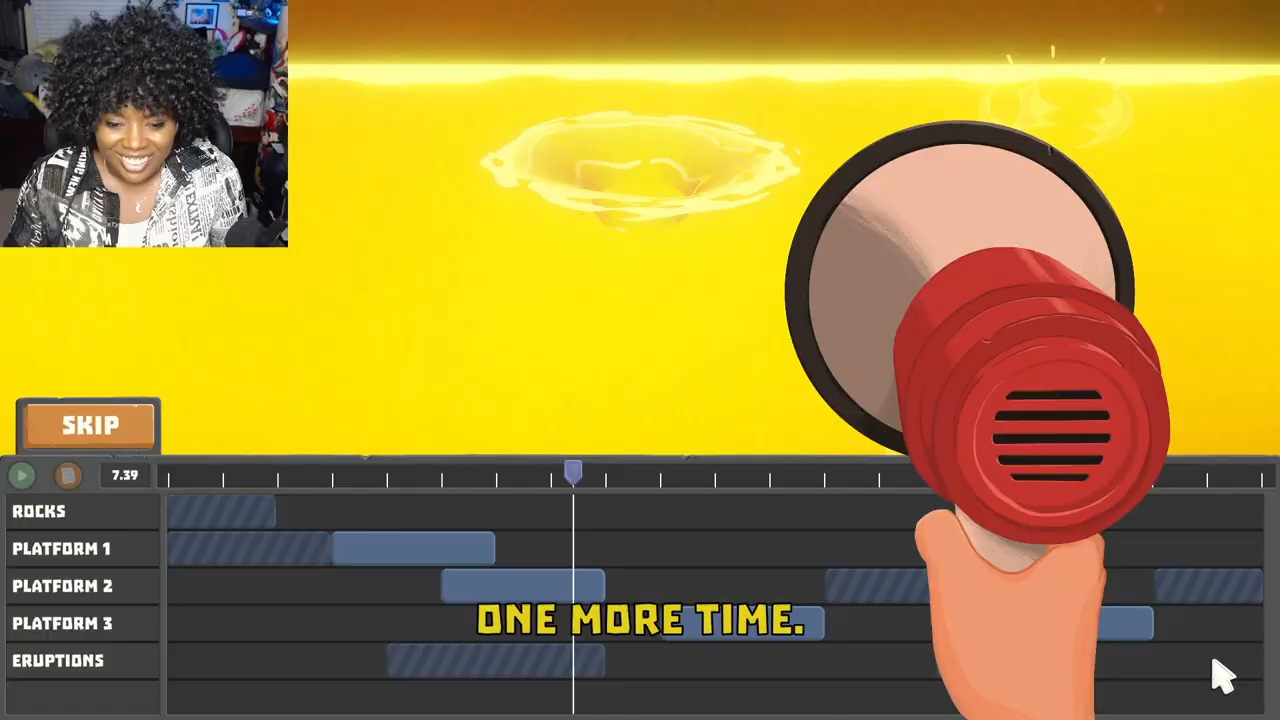 SKIP
7.39
ROCKS
PLATFORM 1
PLATFORM 2
PLATFORM 3
ONE MORE TIME.
ERUPTIONS